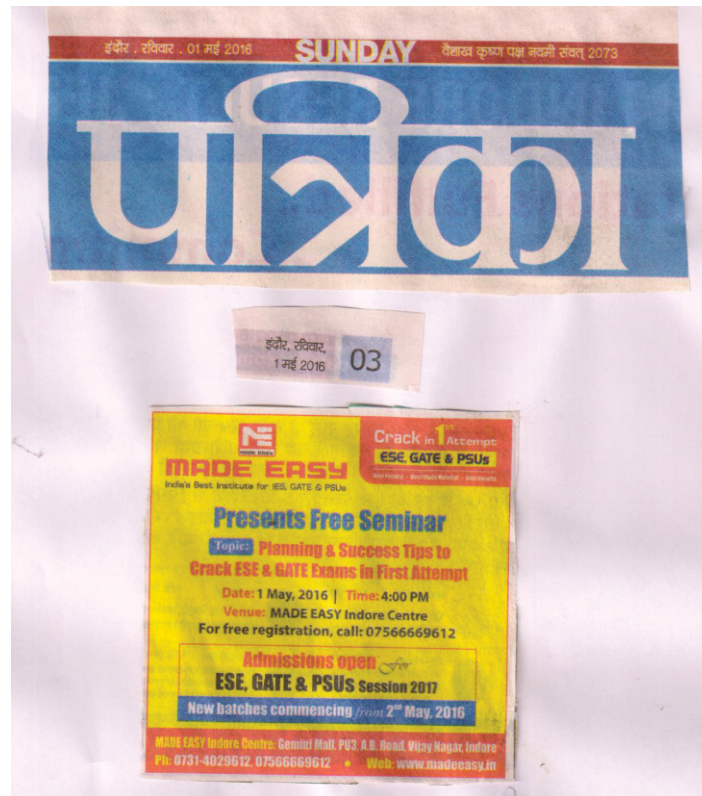 इंदौर . रविवार . 01 मई 2016 SUNDAY वैशाख कृष्ण पक्ष नवमी संवत् 2073
पत्रिका
इंदौर, रविवार,
1 मई 2016 03
ME
MADE EASY
MADE EASY
India's Best Institute for IES, GATE & PSUs
Crack in 1st Attempt
ESE, GATE & PSUs
Presents Free Seminar
Topic: Planning & Success Tips to
Crack ESE & GATE Exams in First Attempt
Date: 1 May, 2016 | Time: 4:00 PM
Venue: MADE EASY Indore Centre
For free registration, call: 07566669612
Admissions open for
ESE, GATE & PSUs Session 2017
New batches commencing from 2nd May, 2016
MADE EASY Indore Centre: Gemini Mall, PU3, A.B. Road, Vijay Nagar, Indore
Ph: 0731-4029612, 07566669612 • Web: www.madeeasy.in